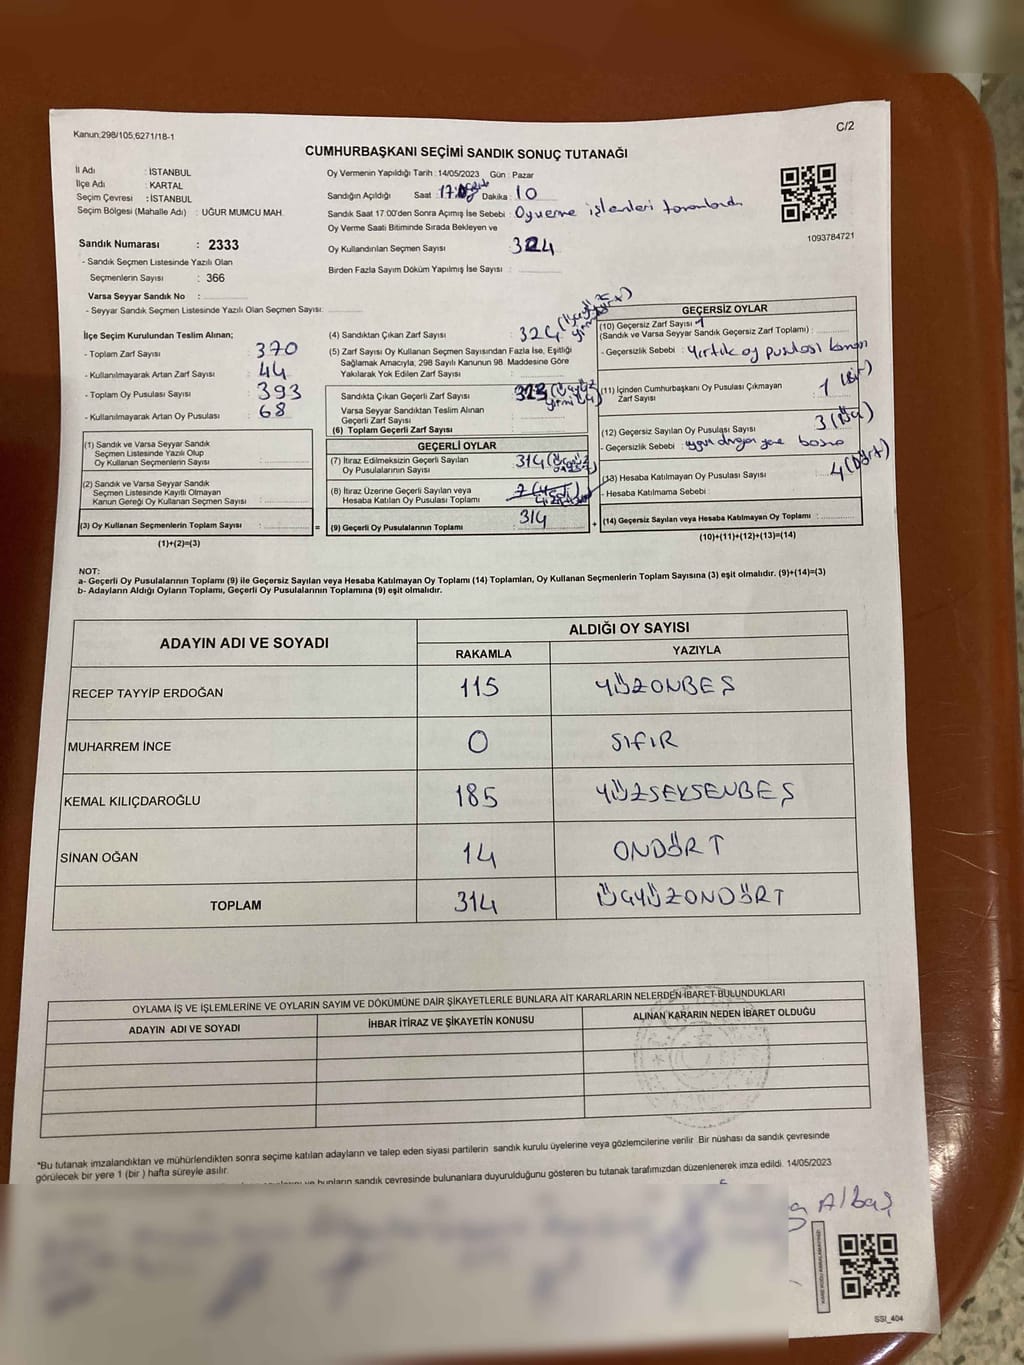 Kanun;298/105,6271/18-1
C/2
CUMHURBAŞKANI SEÇİMİ SANDIK SONUÇ TUTANAĞI
İl Adı : İSTANBUL
İlçe Adı : KARTAL
Seçim Çevresi : İSTANBUL
Seçim Bölgesi (Mahalle Adı) : UĞUR MUMCU MAH.
Sandık Numarası : 2333
- Sandık Seçmen Listesinde Yazılı Olan
Seçmenlerin Sayısı : 366
Varsa Seyyar Sandık No :
- Seyyar Sandık Seçmen Listesinde Yazılı Olan Seçmen Sayısı:
Oy Vermenin Yapıldığı Tarih : 14/05/2023 Gün : Pazar
Sandığın Açıldığı Saat : 17 Dakika : 10
Sandık Saat 17:00'den Sonra Açımış İse Sebebi : Oyverme işlemleri
Oy Verme Saati Bitiminde Sırada Bekleyen ve
Oy Kullandırılan Seçmen Sayısı : 324
Birden Fazla Sayım Döküm Yapılmış İse Sayısı :
1093784721
İlçe Seçim Kurulundan Teslim Alınan;
- Toplam Zarf Sayısı : 370
- Kullanılmayarak Artan Zarf Sayısı : 44
- Toplam Oy Pusulası Sayısı : 393
- Kullanılmayarak Artan Oy Pusulası : 68
(1) Sandık ve Varsa Seyyar Sandık
Seçmen Listesinde Yazılı Olup
Oy Kullanan Seçmenlerin Sayısı :
(2) Sandık ve Varsa Seyyar Sandık
Seçmen Listesinde Kayıtlı Olmayan
Kanun Gereği Oy Kullanan Seçmen Sayısı :
(3) Oy Kullanan Seçmenlerin Toplam Sayısı : =
(1)+(2)=(3)
(4) Sandıktan Çıkan Zarf Sayısı : 324
(5) Zarf Sayısı Oy Kullanan Seçmen Sayısından Fazla İse, Eşitliği
Sağlamak Amacıyla, 298 Sayılı Kanunun 98. Maddesine Göre
Yakılarak Yok Edilen Zarf Sayısı :
Sandıkta Çıkan Geçerli Zarf Sayısı : 323
Varsa Seyyar Sandıktan Teslim Alınan
Geçerli Zarf Sayısı :
(6) Toplam Geçerli Zarf Sayısı :
GEÇERLİ OYLAR
(7) İtiraz Edilmeksizin Geçerli Sayılan
Oy Pusulalarının Sayısı : 314
(8) İtiraz Üzerine Geçerli Sayılan veya
Hesaba Katılan Oy Pusulası Toplamı
(9) Geçerli Oy Pusulalarının Toplamı : 314 +
GEÇERSİZ OYLAR
(10) Geçersiz Zarf Sayısı 1
(Sandık ve Varsa Seyyar Sandık Geçersiz Zarf Toplamı) :
- Geçersizlik Sebebi : Yırtık oy pusulası
(11) İçinden Cumhurbaşkanı Oy Pusulası Çıkmayan
Zarf Sayısı : 1 (Bir)
(12) Geçersiz Sayılan Oy Pusulası Sayısı : 3 (Üç)
- Geçersizlik Sebebi :
(13) Hesaba Katılmayan Oy Pusulası Sayısı : 4 (Dört)
- Hesaba Katılmama Sebebi :
(14) Geçersiz Sayılan veya Hesaba Katılmayan Oy Toplamı :
(10)+(11)+(12)+(13)=(14)
NOT:
a- Geçerli Oy Pusulalarının Toplamı (9) ile Geçersiz Sayılan veya Hesaba Katılmayan Oy Toplamı (14) Toplamları, Oy Kullanan Seçmenlerin Toplam Sayısına (3) eşit olmalıdır. (9)+(14)=(3)
b- Adayların Aldığı Oyların Toplamı, Geçerli Oy Pusulalarının Toplamına (9) eşit olmalıdır.
ADAYIN ADI VE SOYADI ALDIĞI OY SAYISI
RAKAMLA YAZIYLA
RECEP TAYYİP ERDOĞAN 115 YÜZONBEŞ
MUHARREM İNCE 0 SIFIR
KEMAL KILIÇDAROĞLU 185 YÜZSEKSENBEŞ
SİNAN OĞAN 14 ONDÖRT
TOPLAM 314 ÜÇYÜZONDÖRT
OYLAMA İŞ VE İŞLEMLERİNE VE OYLARIN SAYIM VE DÖKÜMÜNE DAİR ŞİKAYETLERLE BUNLARA AİT KARARLARIN NELERDEN İBARET BULUNDUKLARI
ADAYIN ADI VE SOYADI İHBAR İTİRAZ VE ŞİKAYETİN KONUSU ALINAN KARARIN NEDEN İBARET OLDUĞU
*Bu tutanak imzalandıktan ve mühürlendikten sonra seçime katılan adayların ve talep eden siyasi partilerin sandık kurulu üyelerine veya gözlemcilerine verilir. Bir nüshası da sandık çevresinde
görülecek bir yere 1 (bir ) hafta süreyle asılır.
ve bunların sandık çevresinde bulunanlara duyurulduğunu gösteren bu tutanak tarafımızdan düzenlenerek imza edildi. 14/05/2023
Albaş
SSI_404